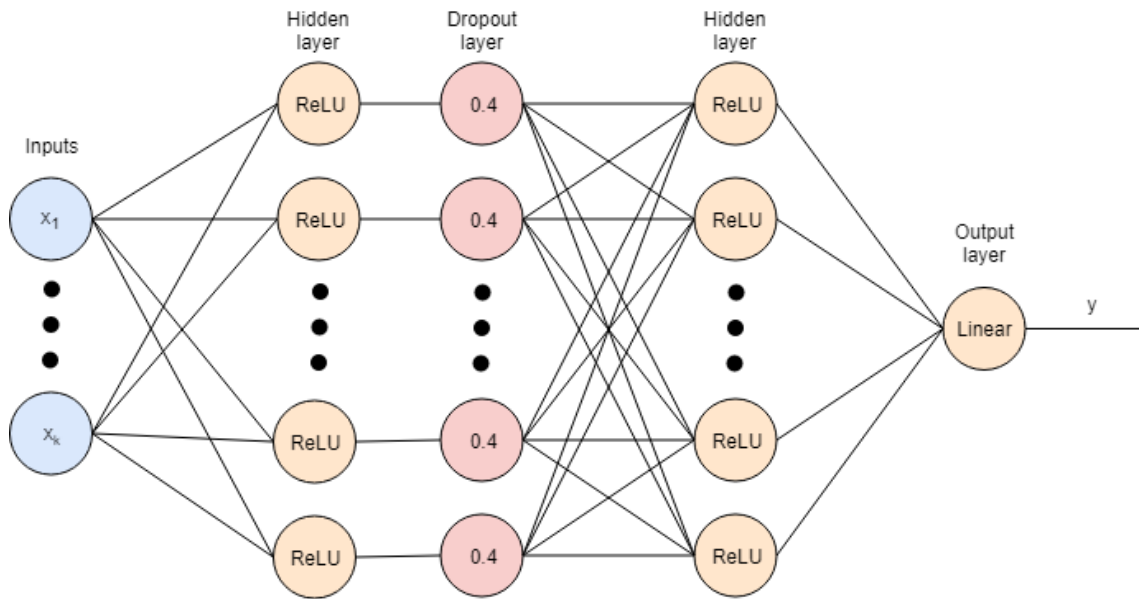 Hidden
layer
Dropout
layer
Hidden
layer
ReLU
0.4
ReLU
Inputs
x₁
ReLU
0.4
ReLU
Output
layer
Linear
y
xₖ
ReLU
0.4
ReLU
ReLU
0.4
ReLU